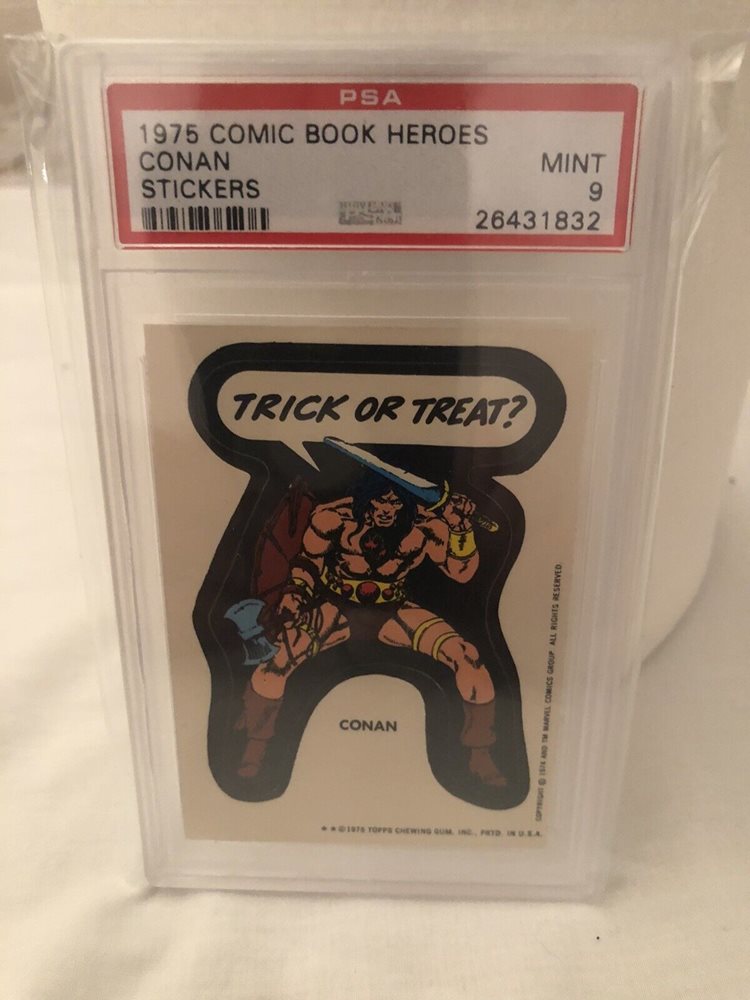 PSA
1975 COMIC BOOK HEROES
CONAN
MINT
STICKERS
9
26431832
TRICK OR TREAT?
CONAN
COPYRIGHT © 1974 AND TM MARVEL COMICS GROUP. ALL RIGHTS RESERVED.
★★©1975 TOPPS CHEWING GUM, INC., PRTD. IN U.S.A.